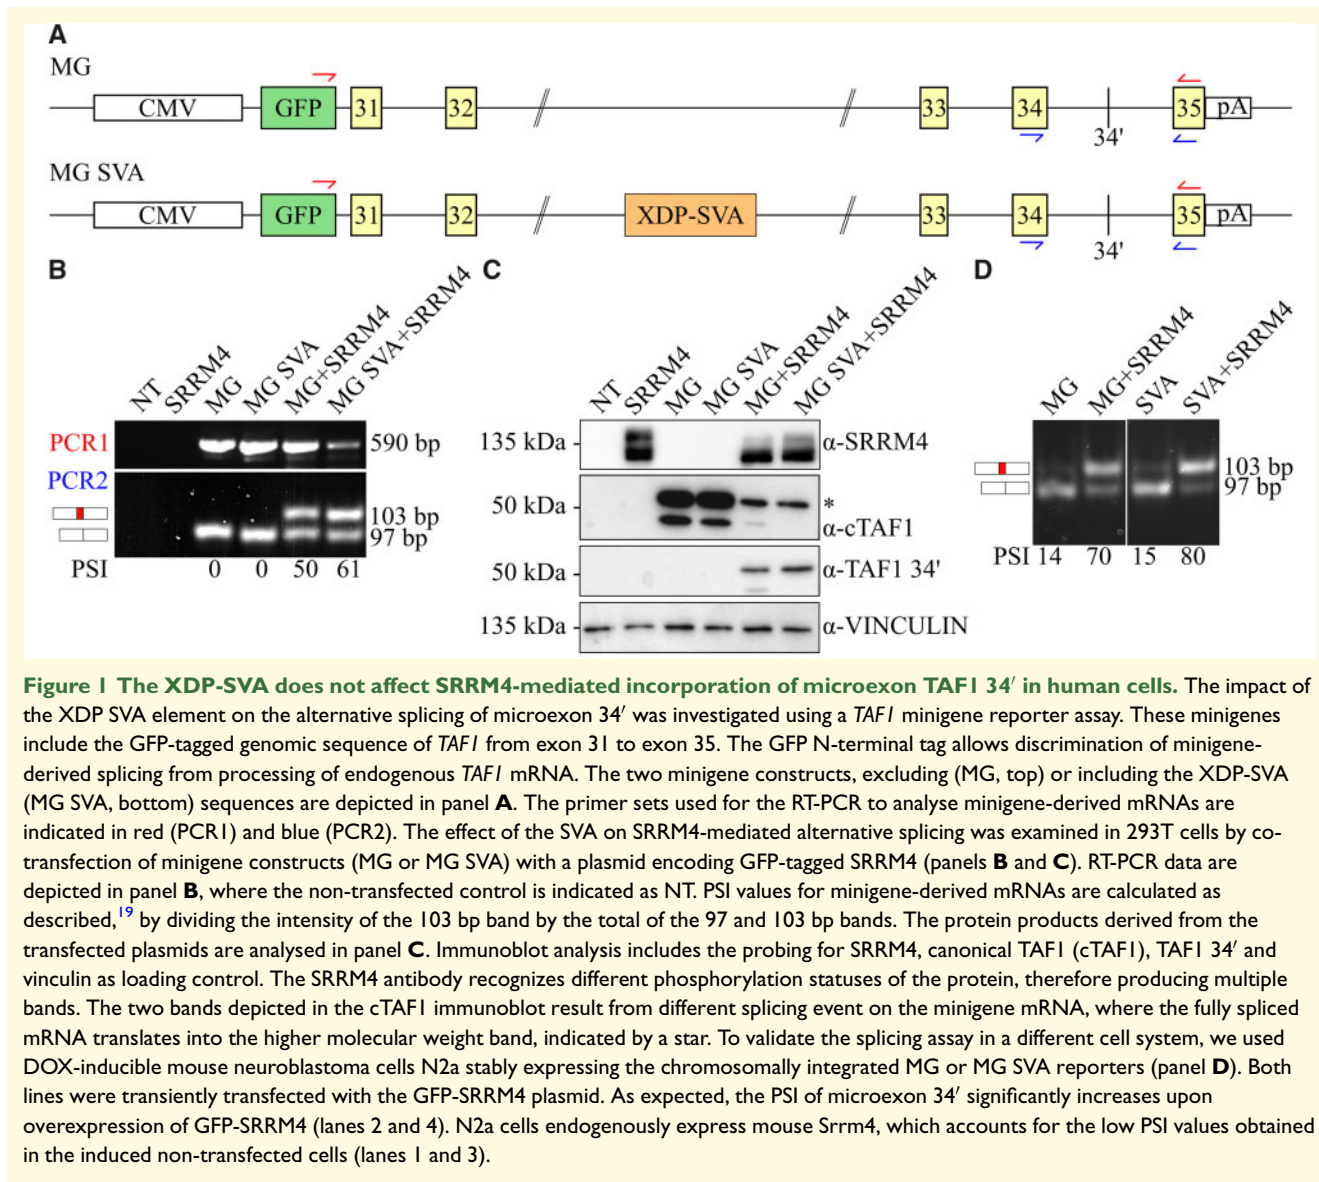 A
MG
CMV
GFP
31
32
33
34
34'
35
pA
MG SVA
CMV
GFP
31
32
XDP-SVA
33
34
34'
35
pA
B
NT
SRRM4
MG
MG SVA
MG+SRRM4
MG SVA+SRRM4
PCR1
590 bp
PCR2
103 bp
97 bp
PSI 0 0 50 61
C
NT
SRRM4
MG
MG SVA
MG+SRRM4
MG SVA+SRRM4
135 kDa
α-SRRM4
50 kDa
*
α-cTAF1
50 kDa
α-TAF1 34'
135 kDa
α-VINCULIN
D
MG
MG+SRRM4
SVA
SVA+SRRM4
103 bp
97 bp
PSI 14 70 15 80
Figure 1 The XDP-SVA does not affect SRRM4-mediated incorporation of microexon TAF1 34′ in human cells. The impact of
the XDP SVA element on the alternative splicing of microexon 34′ was investigated using a TAF1 minigene reporter assay. These minigenes
include the GFP-tagged genomic sequence of TAF1 from exon 31 to exon 35. The GFP N-terminal tag allows discrimination of minigene-
derived splicing from processing of endogenous TAF1 mRNA. The two minigene constructs, excluding (MG, top) or including the XDP-SVA
(MG SVA, bottom) sequences are depicted in panel A. The primer sets used for the RT-PCR to analyse minigene-derived mRNAs are
indicated in red (PCR1) and blue (PCR2). The effect of the SVA on SRRM4-mediated alternative splicing was examined in 293T cells by co-
transfection of minigene constructs (MG or MG SVA) with a plasmid encoding GFP-tagged SRRM4 (panels B and C). RT-PCR data are
depicted in panel B, where the non-transfected control is indicated as NT. PSI values for minigene-derived mRNAs are calculated as
described,19 by dividing the intensity of the 103 bp band by the total of the 97 and 103 bp bands. The protein products derived from the
transfected plasmids are analysed in panel C. Immunoblot analysis includes the probing for SRRM4, canonical TAF1 (cTAF1), TAF1 34′ and
vinculin as loading control. The SRRM4 antibody recognizes different phosphorylation statuses of the protein, therefore producing multiple
bands. The two bands depicted in the cTAF1 immunoblot result from different splicing event on the minigene mRNA, where the fully spliced
mRNA translates into the higher molecular weight band, indicated by a star. To validate the splicing assay in a different cell system, we used
DOX-inducible mouse neuroblastoma cells N2a stably expressing the chromosomally integrated MG or MG SVA reporters (panel D). Both
lines were transiently transfected with the GFP-SRRM4 plasmid. As expected, the PSI of microexon 34′ significantly increases upon
overexpression of GFP-SRRM4 (lanes 2 and 4). N2a cells endogenously express mouse Srrm4, which accounts for the low PSI values obtained
in the induced non-transfected cells (lanes 1 and 3).